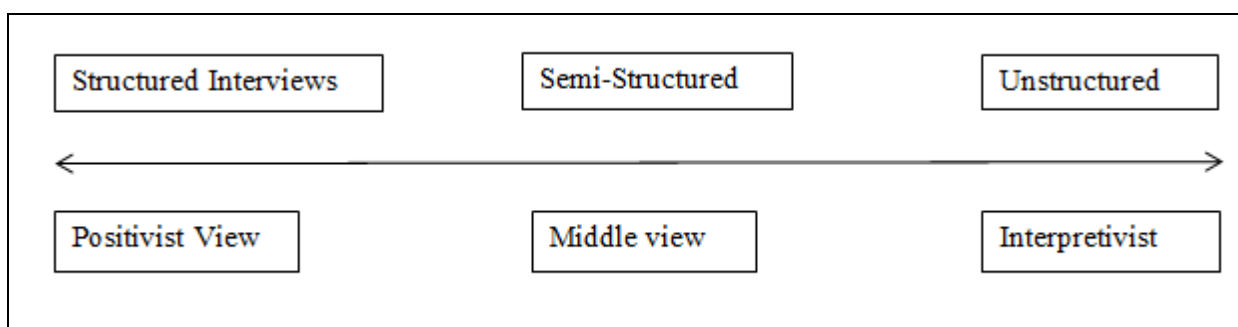 Structured Interviews
Semi-Structured
Unstructured
Positivist View
Middle view
Interpretivist